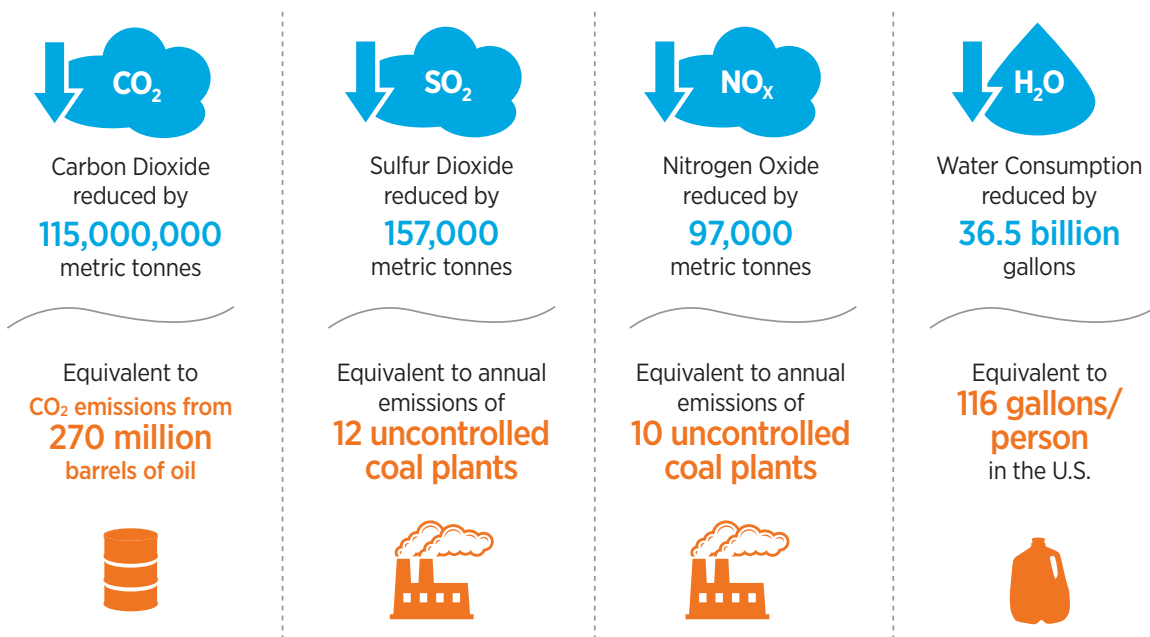 CO₂
Carbon Dioxide
reduced by
115,000,000
metric tonnes
Equivalent to
CO₂ emissions from
270 million
barrels of oil
SO₂
Sulfur Dioxide
reduced by
157,000
metric tonnes
Equivalent to annual
emissions of
12 uncontrolled
coal plants
NOₓ
Nitrogen Oxide
reduced by
97,000
metric tonnes
Equivalent to annual
emissions of
10 uncontrolled
coal plants
H₂O
Water Consumption
reduced by
36.5 billion
gallons
Equivalent to
116 gallons/
person
in the U.S.